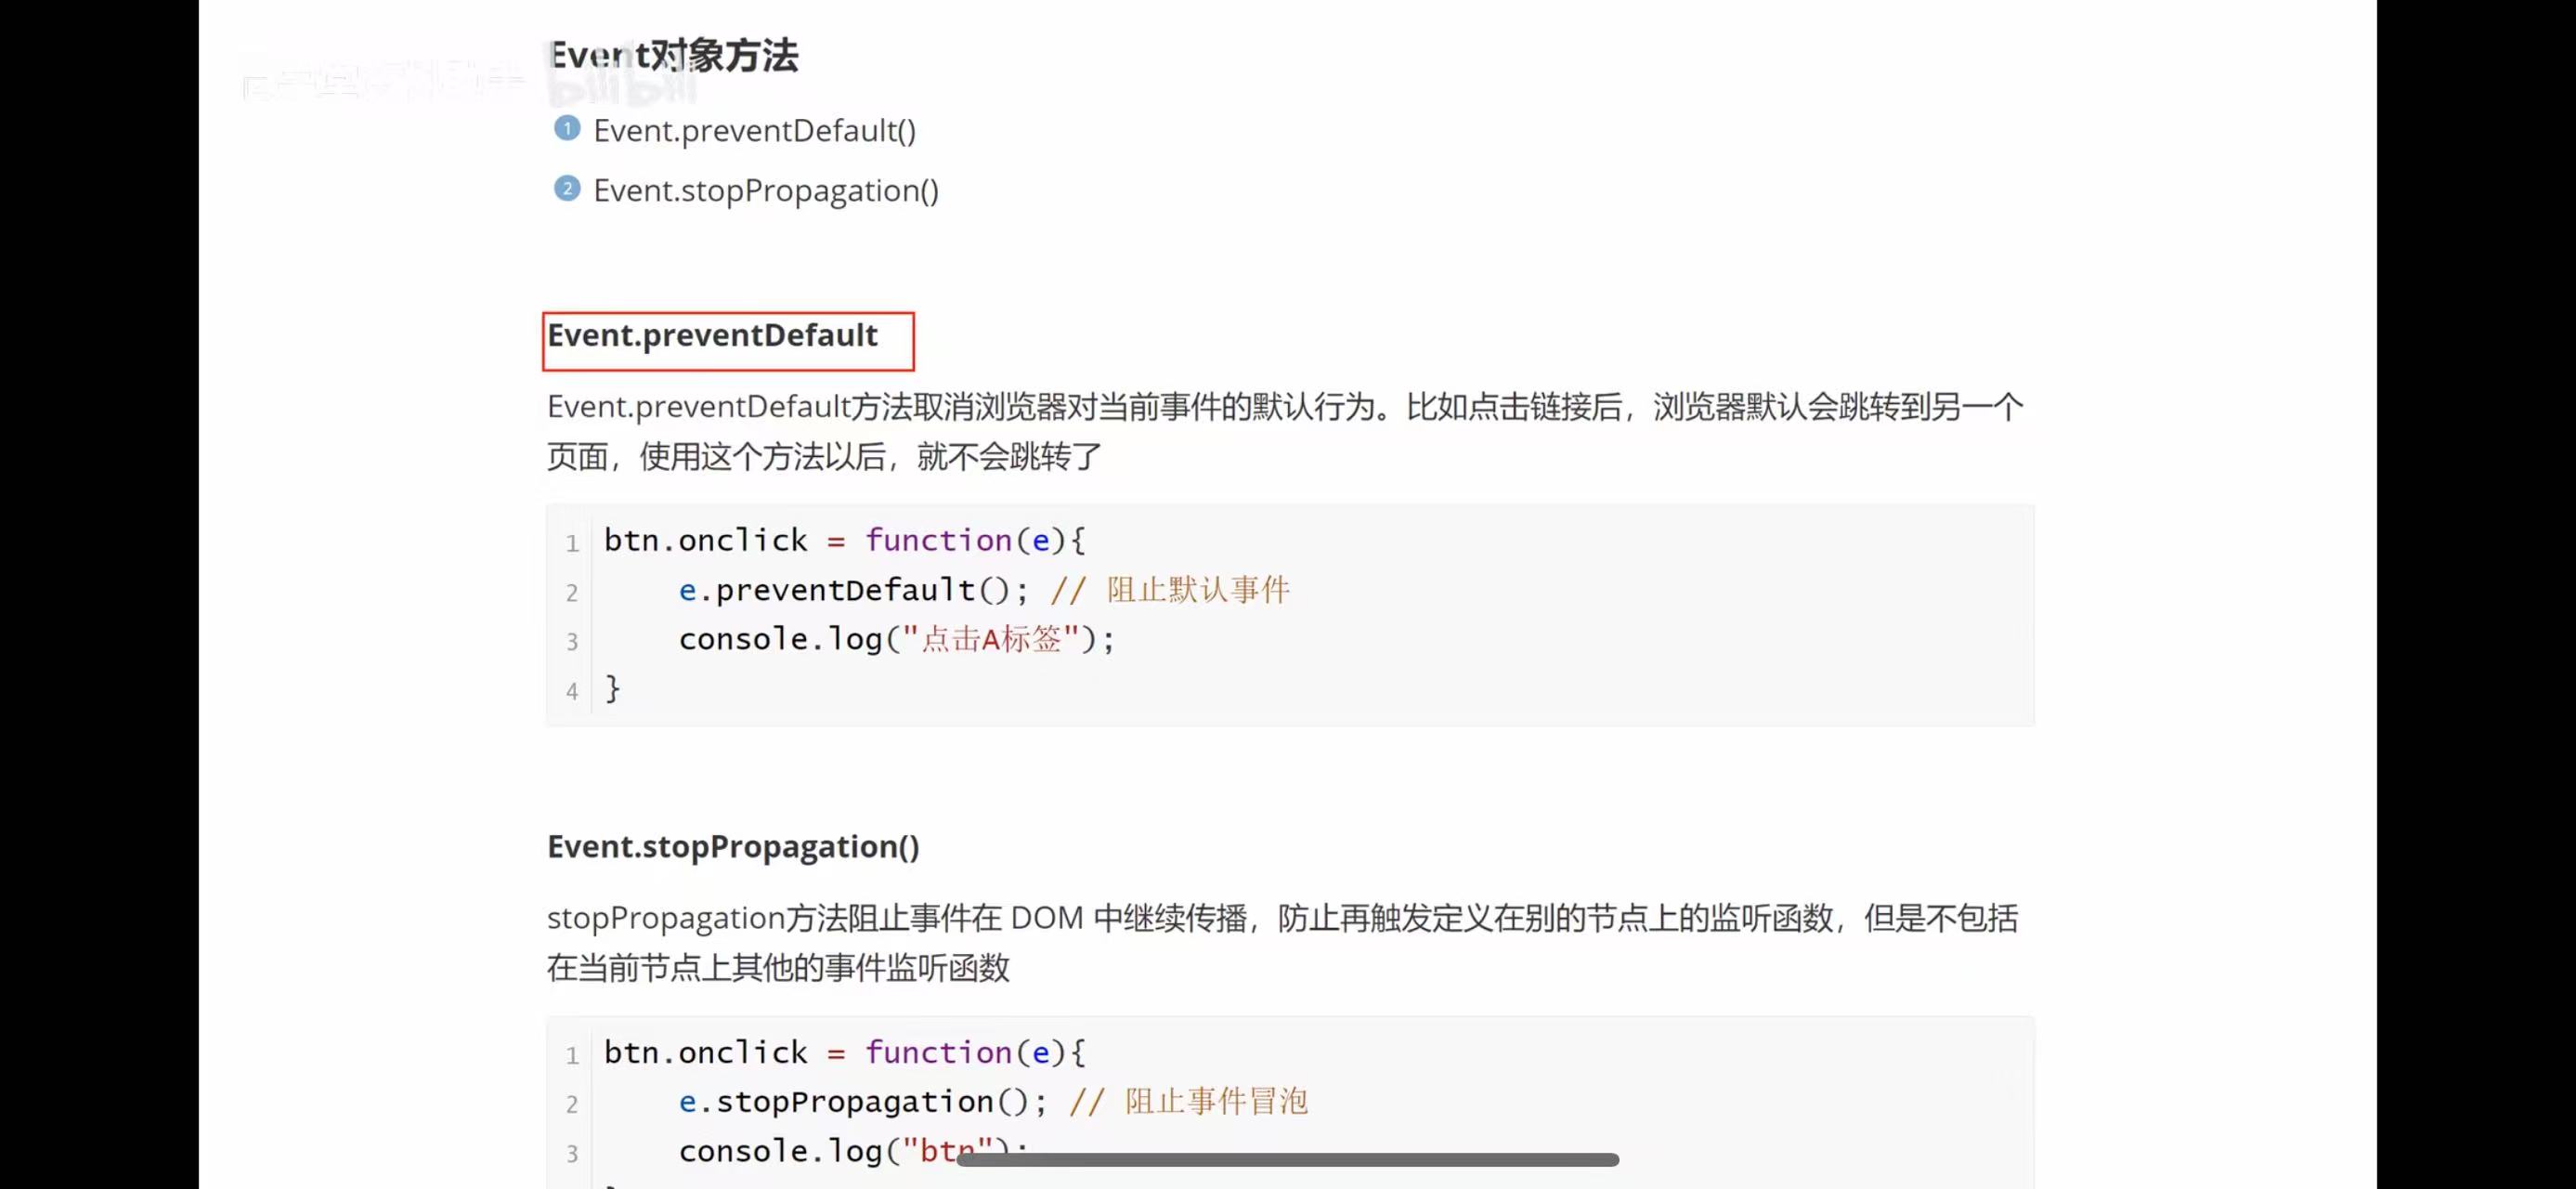 Event对象方法
bilibili
1 Event.preventDefault()
2 Event.stopPropagation()
Event.preventDefault
Event.preventDefault方法取消浏览器对当前事件的默认行为。比如点击链接后，浏览器默认会跳转到另一个
页面，使用这个方法以后，就不会跳转了
1 btn.onclick = function(e){
2 e.preventDefault(); // 阻止默认事件
3 console.log("点击A标签");
4 }
Event.stopPropagation()
stopPropagation方法阻止事件在 DOM 中继续传播，防止再触发定义在别的节点上的监听函数，但是不包括
在当前节点上其他的事件监听函数
1 btn.onclick = function(e){
2 e.stopPropagation(); // 阻止事件冒泡
3 console.log("btn");